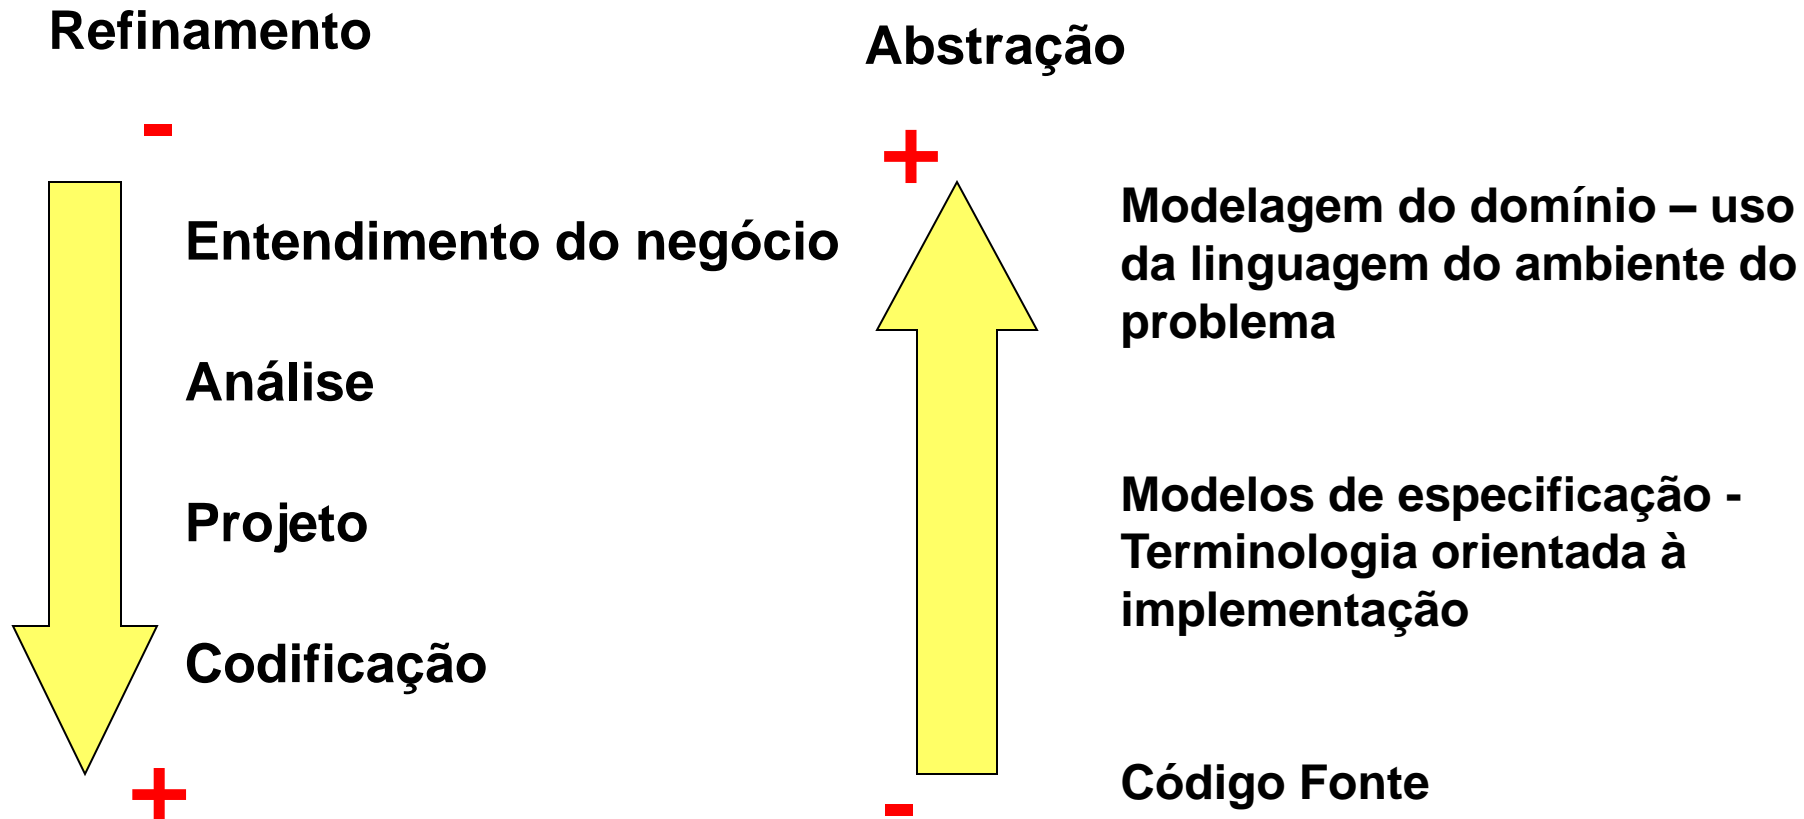 Refinamento
-
Entendimento do negócio
Análise
Projeto
Codificação
+
Abstração
+
Modelagem do domínio – uso
da linguagem do ambiente do
problema
Modelos de especificação -
Terminologia orientada à
implementação
Código Fonte
-